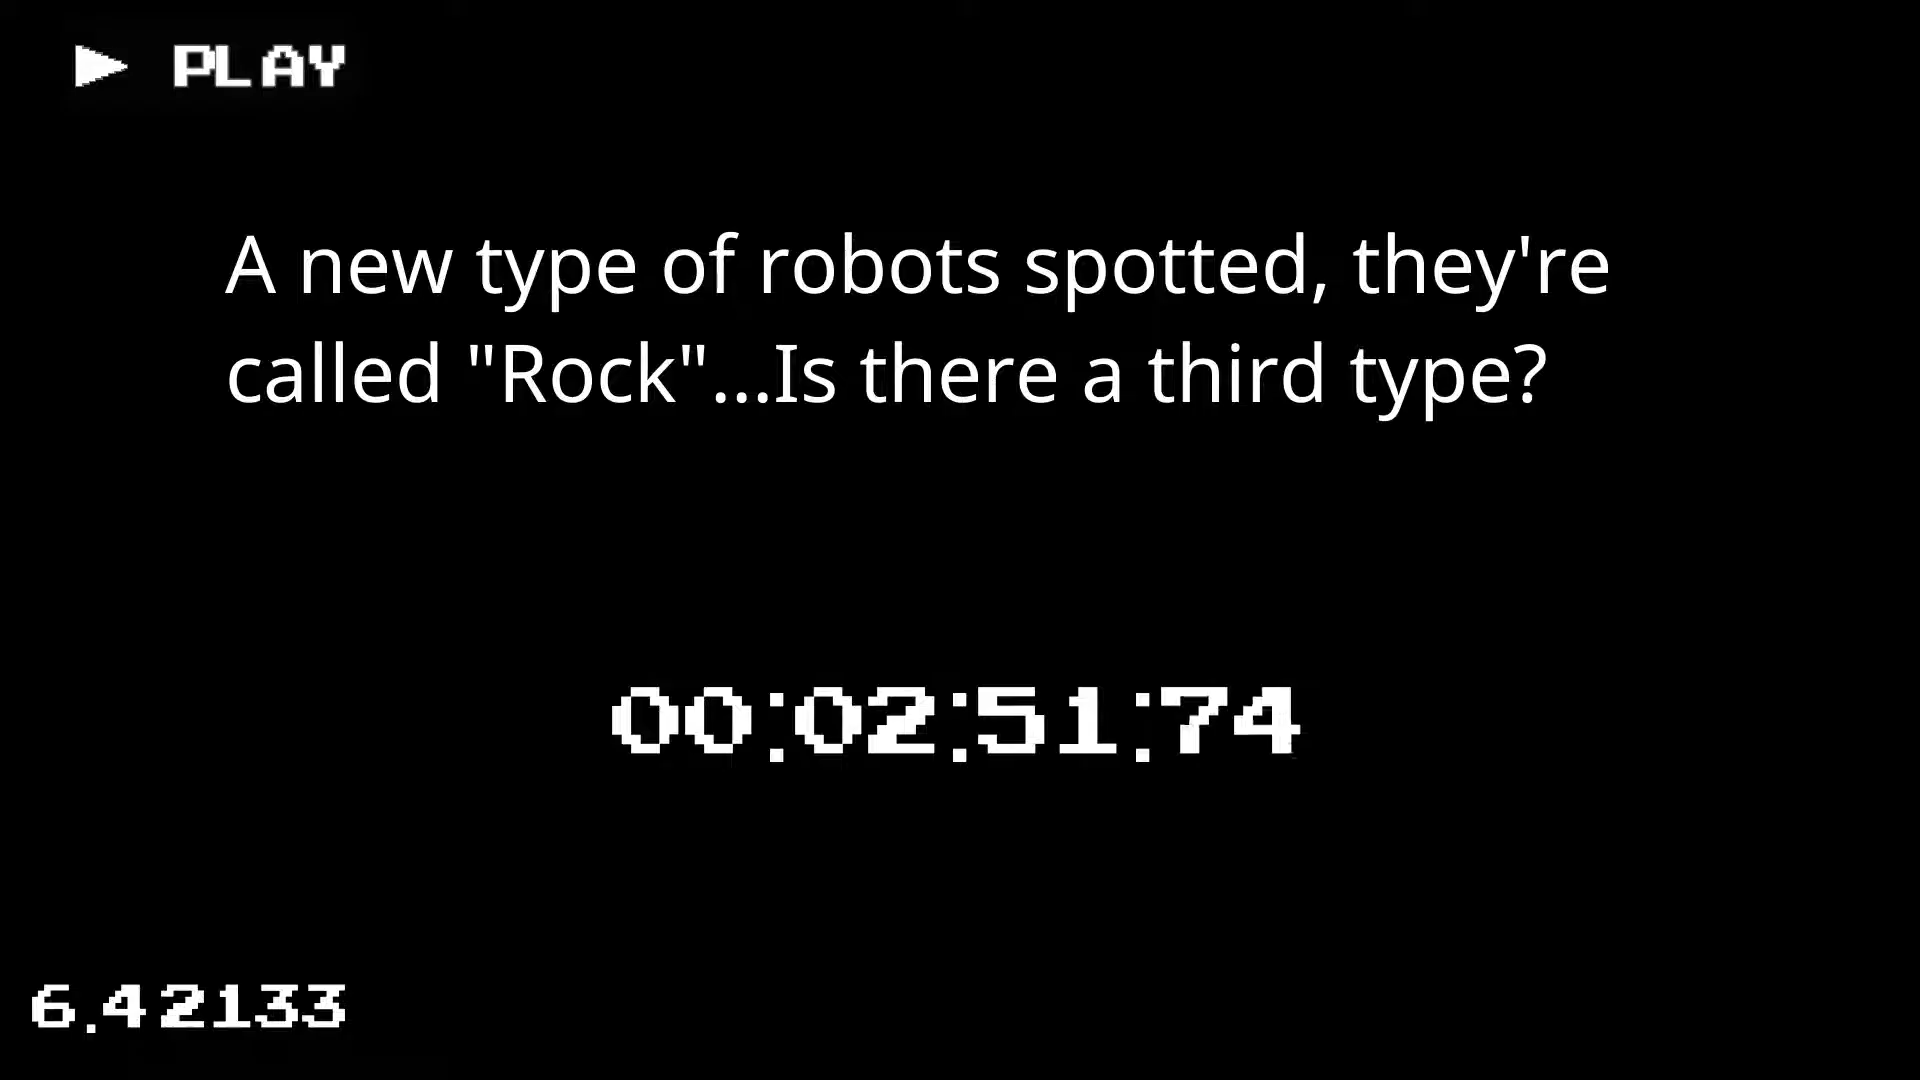 ▶ PLAY
A new type of robots spotted, they're
called "Rock"...Is there a third type?
00:02:51:74
6.42133